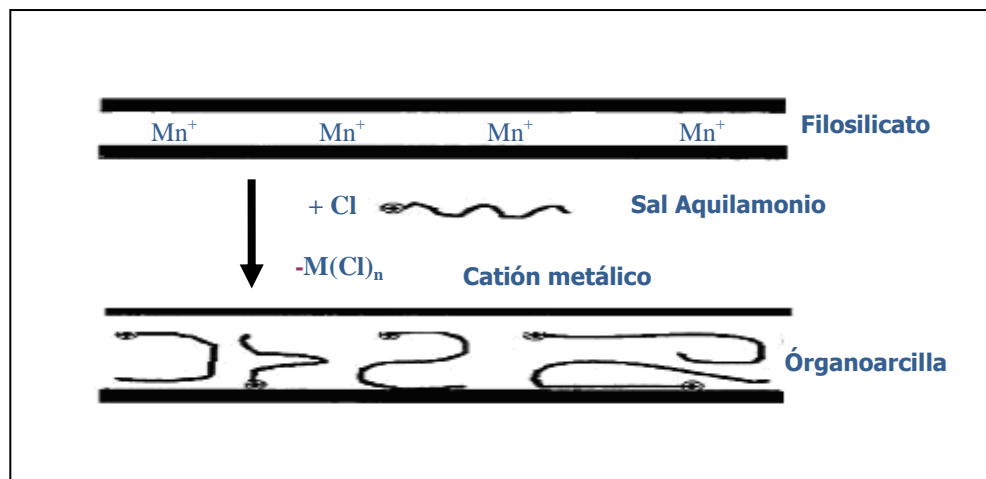 Mn⁺ Mn⁺ Mn⁺ Mn⁺ Filosilicato
+ Cl Sal Aquilamonio
-M(Cl)ₙ Catión metálico
Órganoarcilla